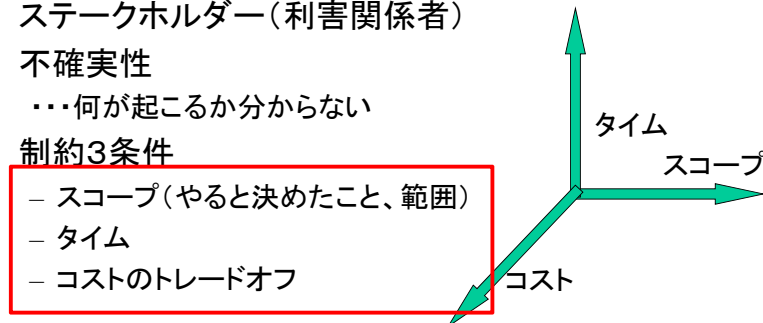 ステークホルダー（利害関係者）
不確実性
・・・何が起こるか分からない
制約３条件
– スコープ（やると決めたこと、範囲）
– タイム
– コストのトレードオフ
タイム
スコープ
コスト